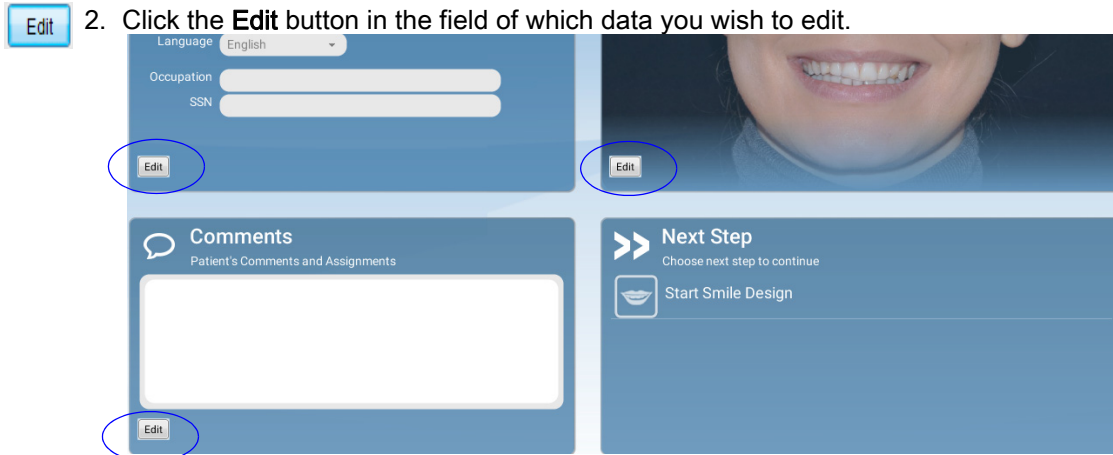 Edit
2. Click the Edit button in the field of which data you wish to edit.
Language English
Occupation
SSN
Edit
Edit
Comments
Patient's Comments and Assignments
Next Step
Choose next step to continue
Start Smile Design
Edit